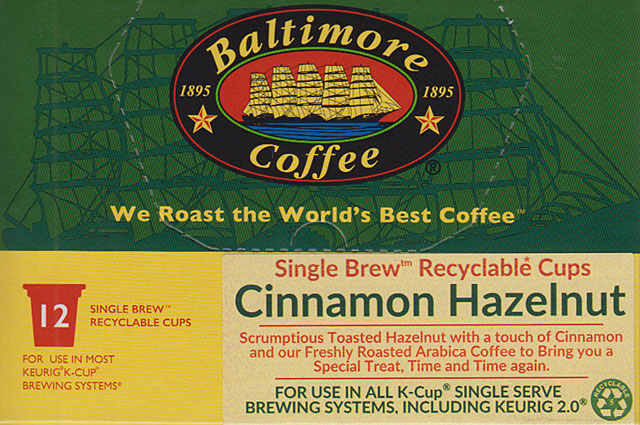 Baltimore
1895 1895
Coffee®
We Roast the World's Best Coffee™
Single Brew™ Recyclable* Cups
Cinnamon Hazelnut
Scrumptious Toasted Hazelnut with a touch of Cinnamon
and our Freshly Roasted Arabica Coffee to Bring you a
Special Treat, Time and Time again.
FOR USE IN ALL K-Cup® SINGLE SERVE
BREWING SYSTEMS, INCLUDING KEURIG 2.0®
RECYCLABLE
5
12
SINGLE BREW™
RECYCLABLE CUPS
FOR USE IN MOST
KEURIG®K-CUP®
BREWING SYSTEMS*